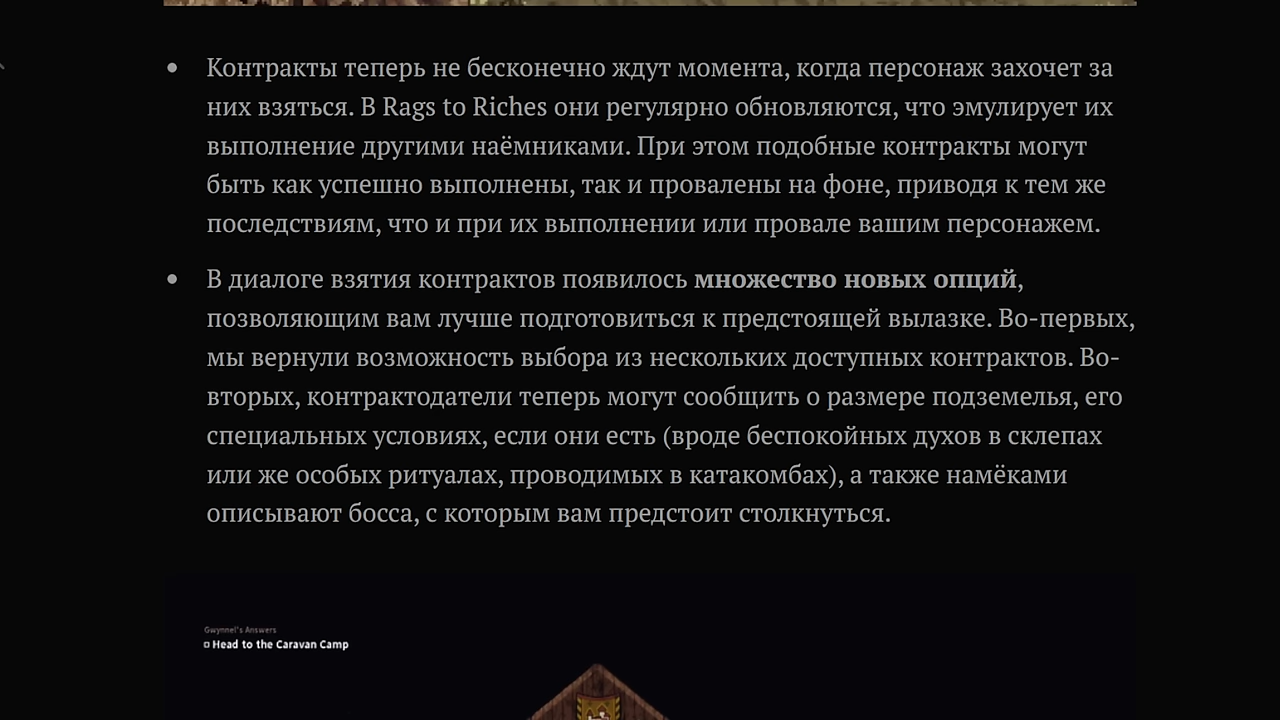 Контракты теперь не бесконечно ждут момента, когда персонаж захочет за
них взяться. В Rags to Riches они регулярно обновляются, что эмулирует их
выполнение другими наёмниками. При этом подобные контракты могут
быть как успешно выполнены, так и провалены на фоне, приводя к тем же
последствиям, что и при их выполнении или провале вашим персонажем.
В диалоге взятия контрактов появилось множество новых опций,
позволяющим вам лучше подготовиться к предстоящей вылазке. Во-первых,
мы вернули возможность выбора из нескольких доступных контрактов. Во-
вторых, контрактодатели теперь могут сообщить о размере подземелья, его
специальных условиях, если они есть (вроде беспокойных духов в склепах
или же особых ритуалах, проводимых в катакомбах), а также намёками
описывают босса, с которым вам предстоит столкнуться.
Gwynnel's Answers
Head to the Caravan Camp